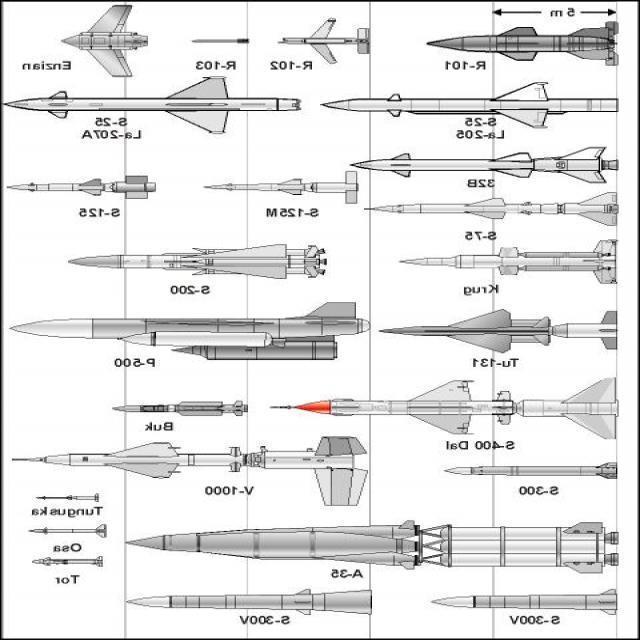 5 m
R-101
R-102
R-103
Enzian
S-25
La-205
S-25
La-207A
32B
S-125M
S-125
S-75
Krug
S-200
Tu-131
P-500
S-400 Dal
Buk
S-300
V-1000
Tunguska
Osa
Tor
A-35
S-300V
S-300V